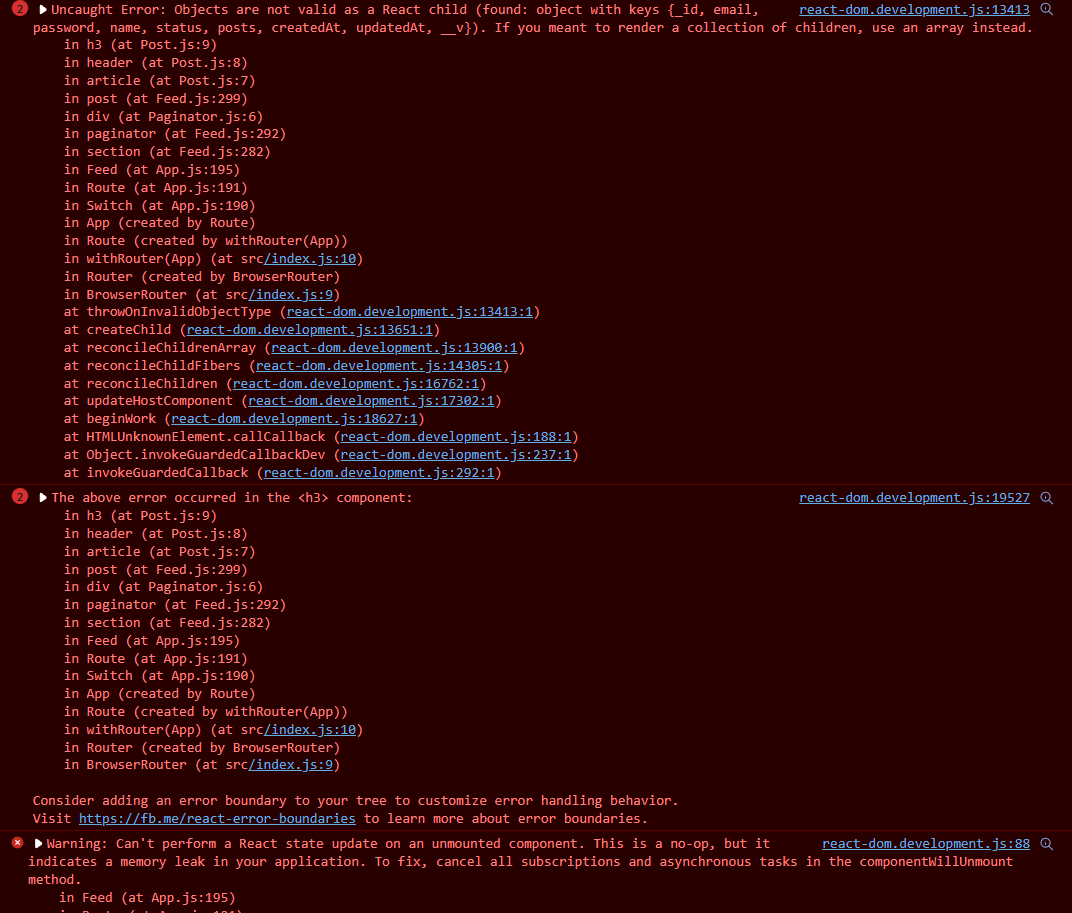 2 Uncaught Error: Objects are not valid as a React child (found: object with keys {_id, email, react-dom.development.js:13413
password, name, status, posts, createdAt, updatedAt, __v}). If you meant to render a collection of children, use an array instead.
in h3 (at Post.js:9)
in header (at Post.js:8)
in article (at Post.js:7)
in post (at Feed.js:299)
in div (at Paginator.js:6)
in paginator (at Feed.js:292)
in section (at Feed.js:282)
in Feed (at App.js:195)
in Route (at App.js:191)
in Switch (at App.js:190)
in App (created by Route)
in Route (created by withRouter(App))
in withRouter(App) (at src/index.js:10)
in Router (created by BrowserRouter)
in BrowserRouter (at src/index.js:9)
at throwOnInvalidObjectType (react-dom.development.js:13413:1)
at createChild (react-dom.development.js:13651:1)
at reconcileChildrenArray (react-dom.development.js:13900:1)
at reconcileChildFibers (react-dom.development.js:14305:1)
at reconcileChildren (react-dom.development.js:16762:1)
at updateHostComponent (react-dom.development.js:17302:1)
at beginWork (react-dom.development.js:18627:1)
at HTMLUnknownElement.callCallback (react-dom.development.js:188:1)
at Object.invokeGuardedCallbackDev (react-dom.development.js:237:1)
at invokeGuardedCallback (react-dom.development.js:292:1)
2 The above error occurred in the <h3> component: react-dom.development.js:19527
in h3 (at Post.js:9)
in header (at Post.js:8)
in article (at Post.js:7)
in post (at Feed.js:299)
in div (at Paginator.js:6)
in paginator (at Feed.js:292)
in section (at Feed.js:282)
in Feed (at App.js:195)
in Route (at App.js:191)
in Switch (at App.js:190)
in App (created by Route)
in Route (created by withRouter(App))
in withRouter(App) (at src/index.js:10)
in Router (created by BrowserRouter)
in BrowserRouter (at src/index.js:9)
Consider adding an error boundary to your tree to customize error handling behavior.
Visit https://fb.me/react-error-boundaries to learn more about error boundaries.
Warning: Can't perform a React state update on an unmounted component. This is a no-op, but it react-dom.development.js:88
indicates a memory leak in your application. To fix, cancel all subscriptions and asynchronous tasks in the componentWillUnmount
method.
in Feed (at App.js:195)